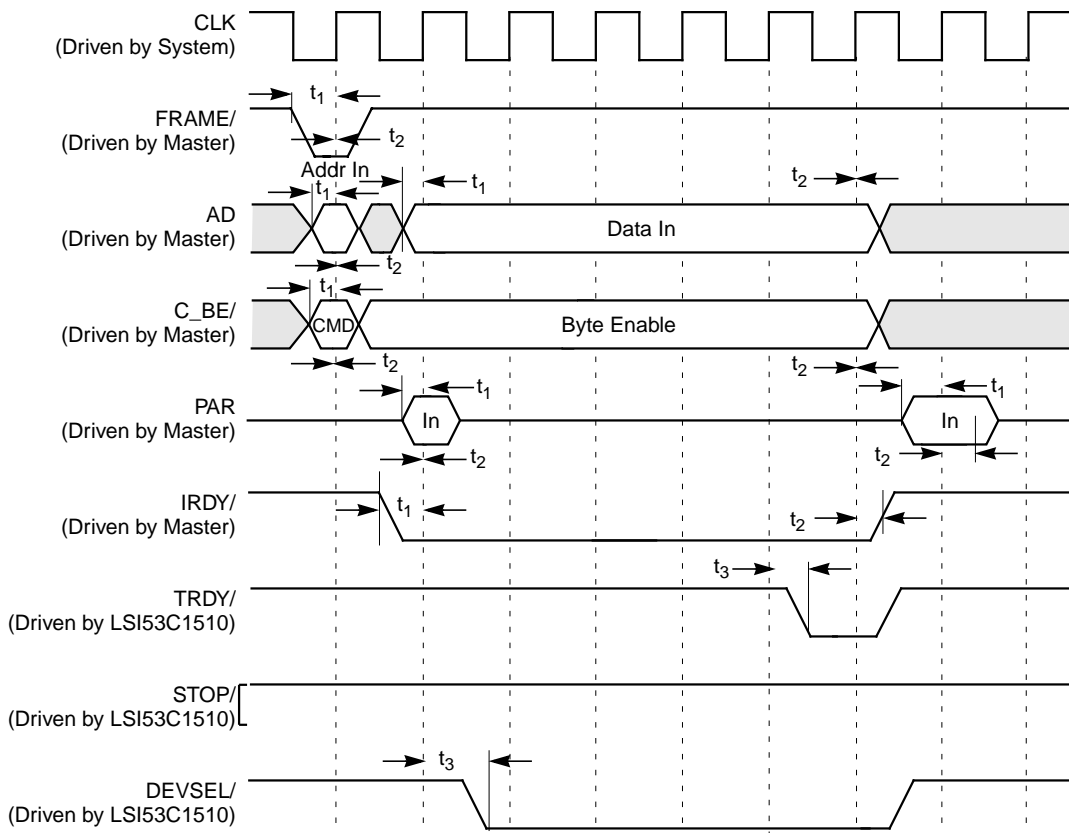 CLK
(Driven by System)
t1
FRAME/
(Driven by Master)
t2
Addr In
t1
t1
t2
AD
(Driven by Master)
Data In
t2
t1
C_BE/
(Driven by Master)
CMD
Byte Enable
t2
t2
t1
t1
PAR
(Driven by Master)
In
In
t2
t2
IRDY/
(Driven by Master)
t1
t2
t3
TRDY/
(Driven by LSI53C1510)
STOP/
(Driven by LSI53C1510)
t3
DEVSEL/
(Driven by LSI53C1510)